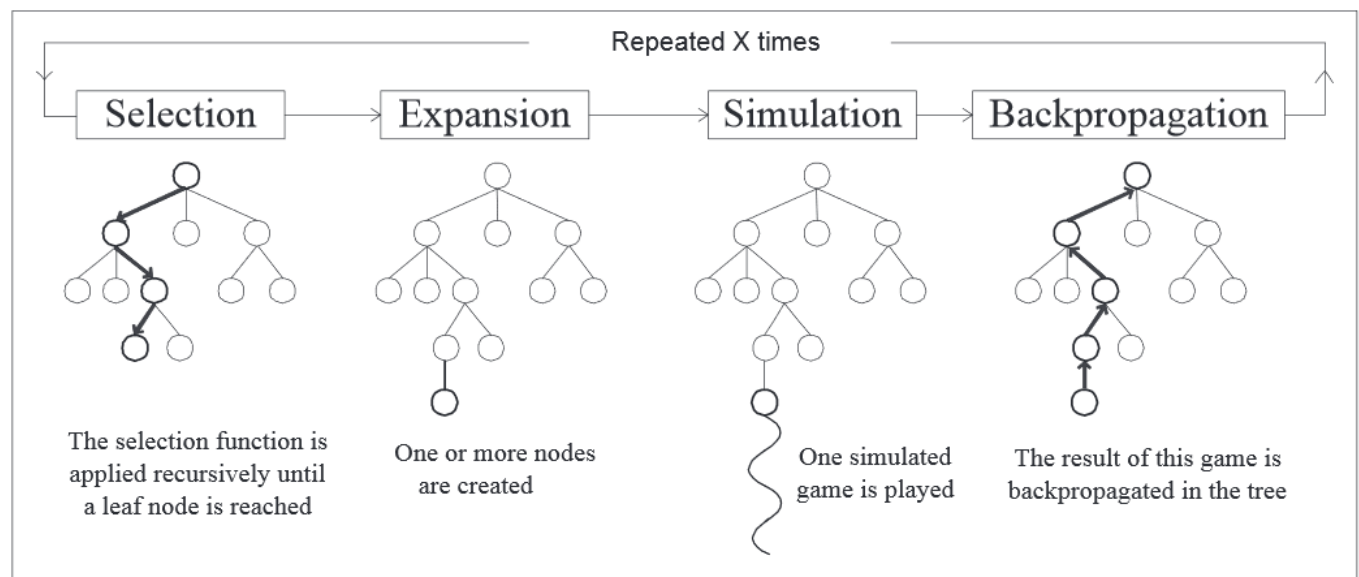 Repeated X times
Selection
Expansion
Simulation
Backpropagation
The selection function is
applied recursively until
a leaf node is reached
One or more nodes
are created
One simulated
game is played
The result of this game is
backpropagated in the tree